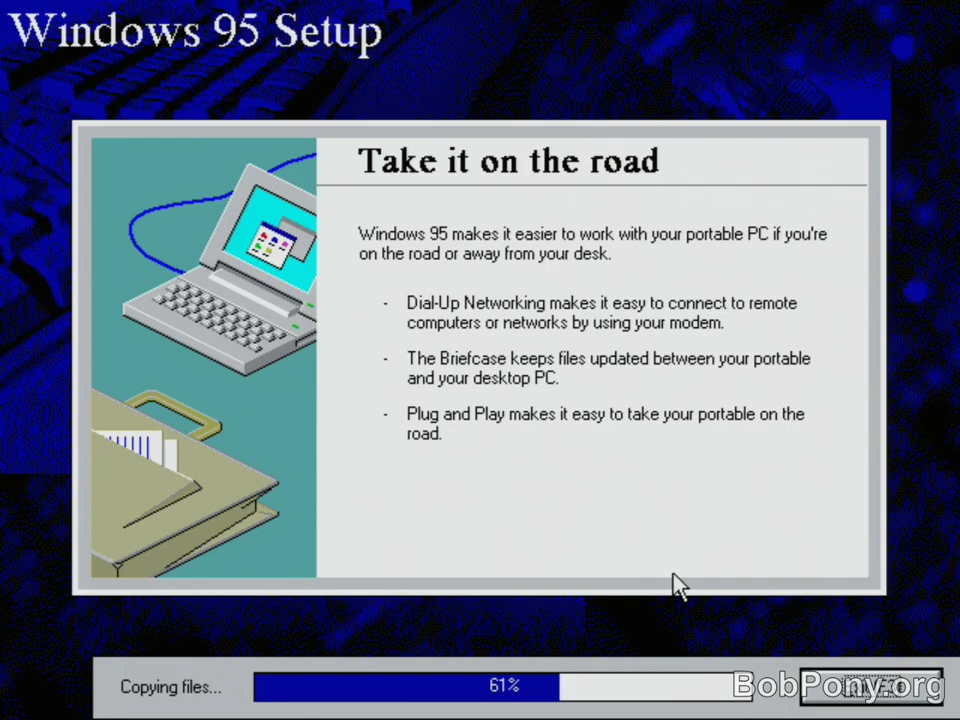 Windows 95 Setup
Take it on the road
Windows 95 makes it easier to work with your portable PC if you're
on the road or away from your desk.
- Dial-Up Networking makes it easy to connect to remote
computers or networks by using your modem.
- The Briefcase keeps files updated between your portable
and your desktop PC.
- Plug and Play makes it easy to take your portable on the
road.
Copying files...
61%
BobPony.org